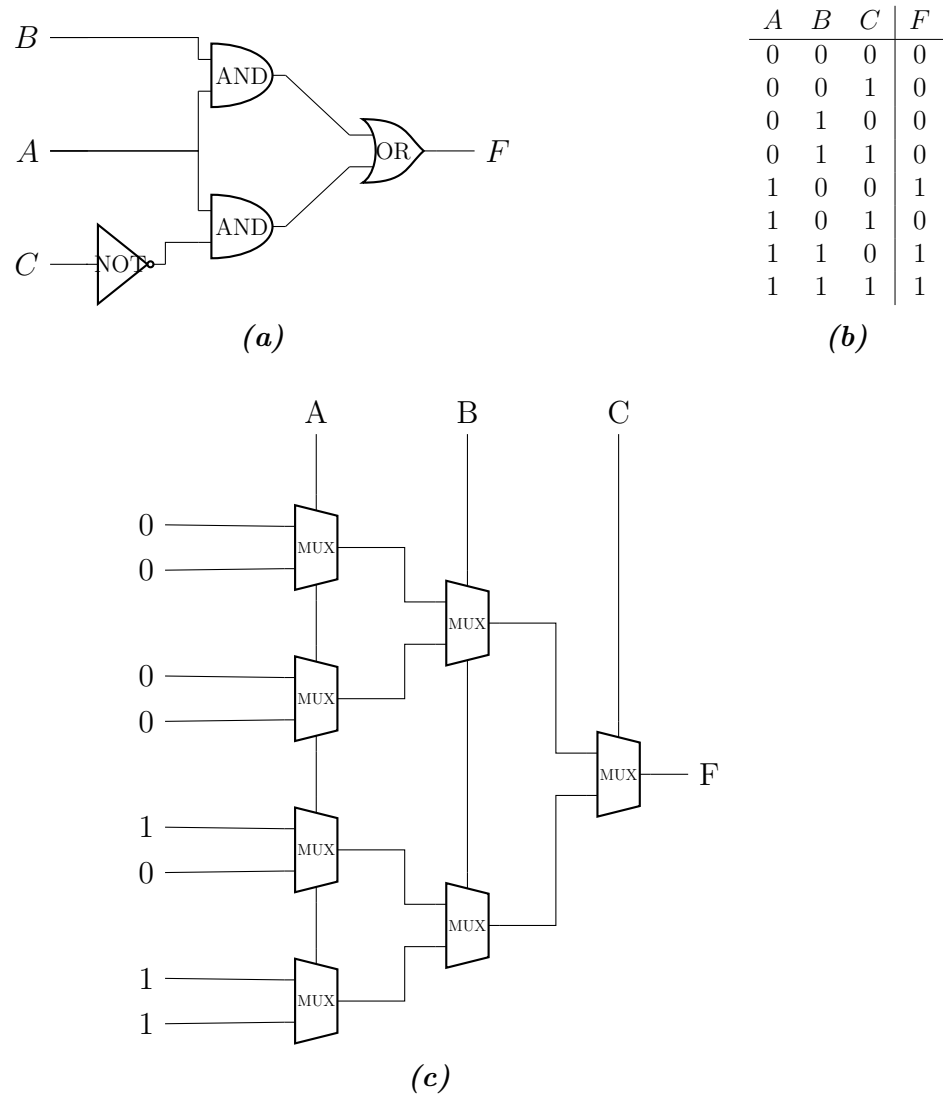 B
AND
A
OR
F
AND
C
NOT
(a)
A B C F
0 0 0 0
0 0 1 0
0 1 0 0
0 1 1 0
1 0 0 1
1 0 1 0
1 1 0 1
1 1 1 1
(b)
A B C
0
MUX
0
MUX
0
MUX
0
MUX
F
1
MUX
0
MUX
1
MUX
1
(c)